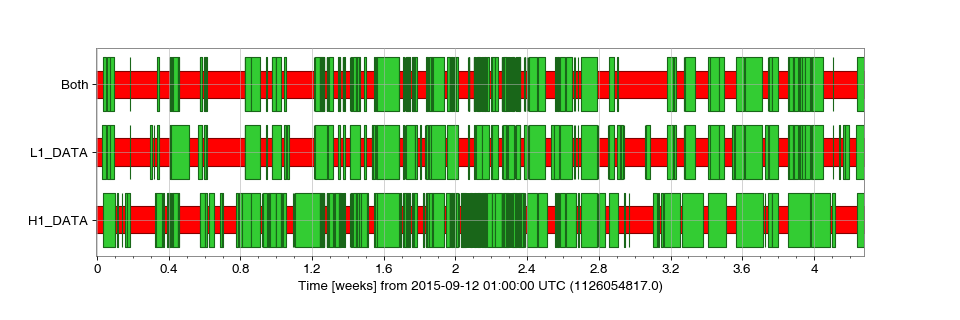 Both
L1_DATA
H1_DATA
0 0.4 0.8 1.2 1.6 2 2.4 2.8 3.2 3.6 4
Time [weeks] from 2015-09-12 01:00:00 UTC (1126054817.0)